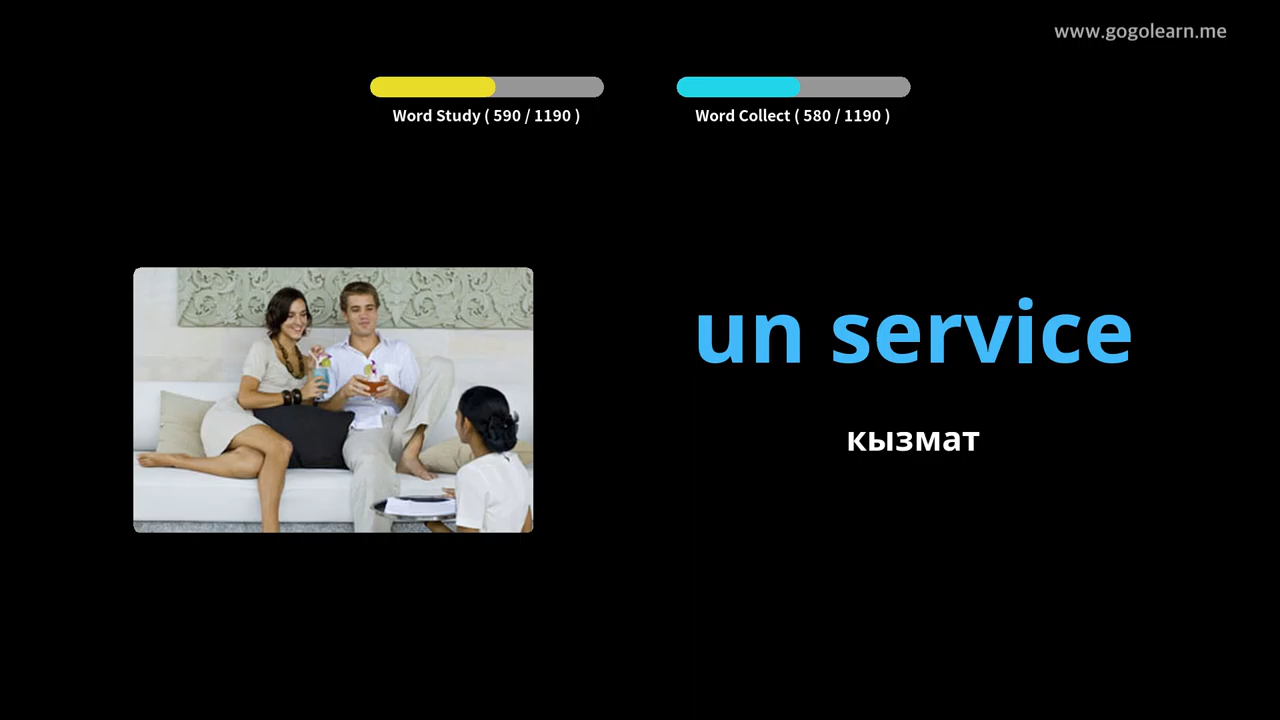 www.gogolearn.me
Word Study ( 590 / 1190 )
Word Collect ( 580 / 1190 )
un service
кызмат